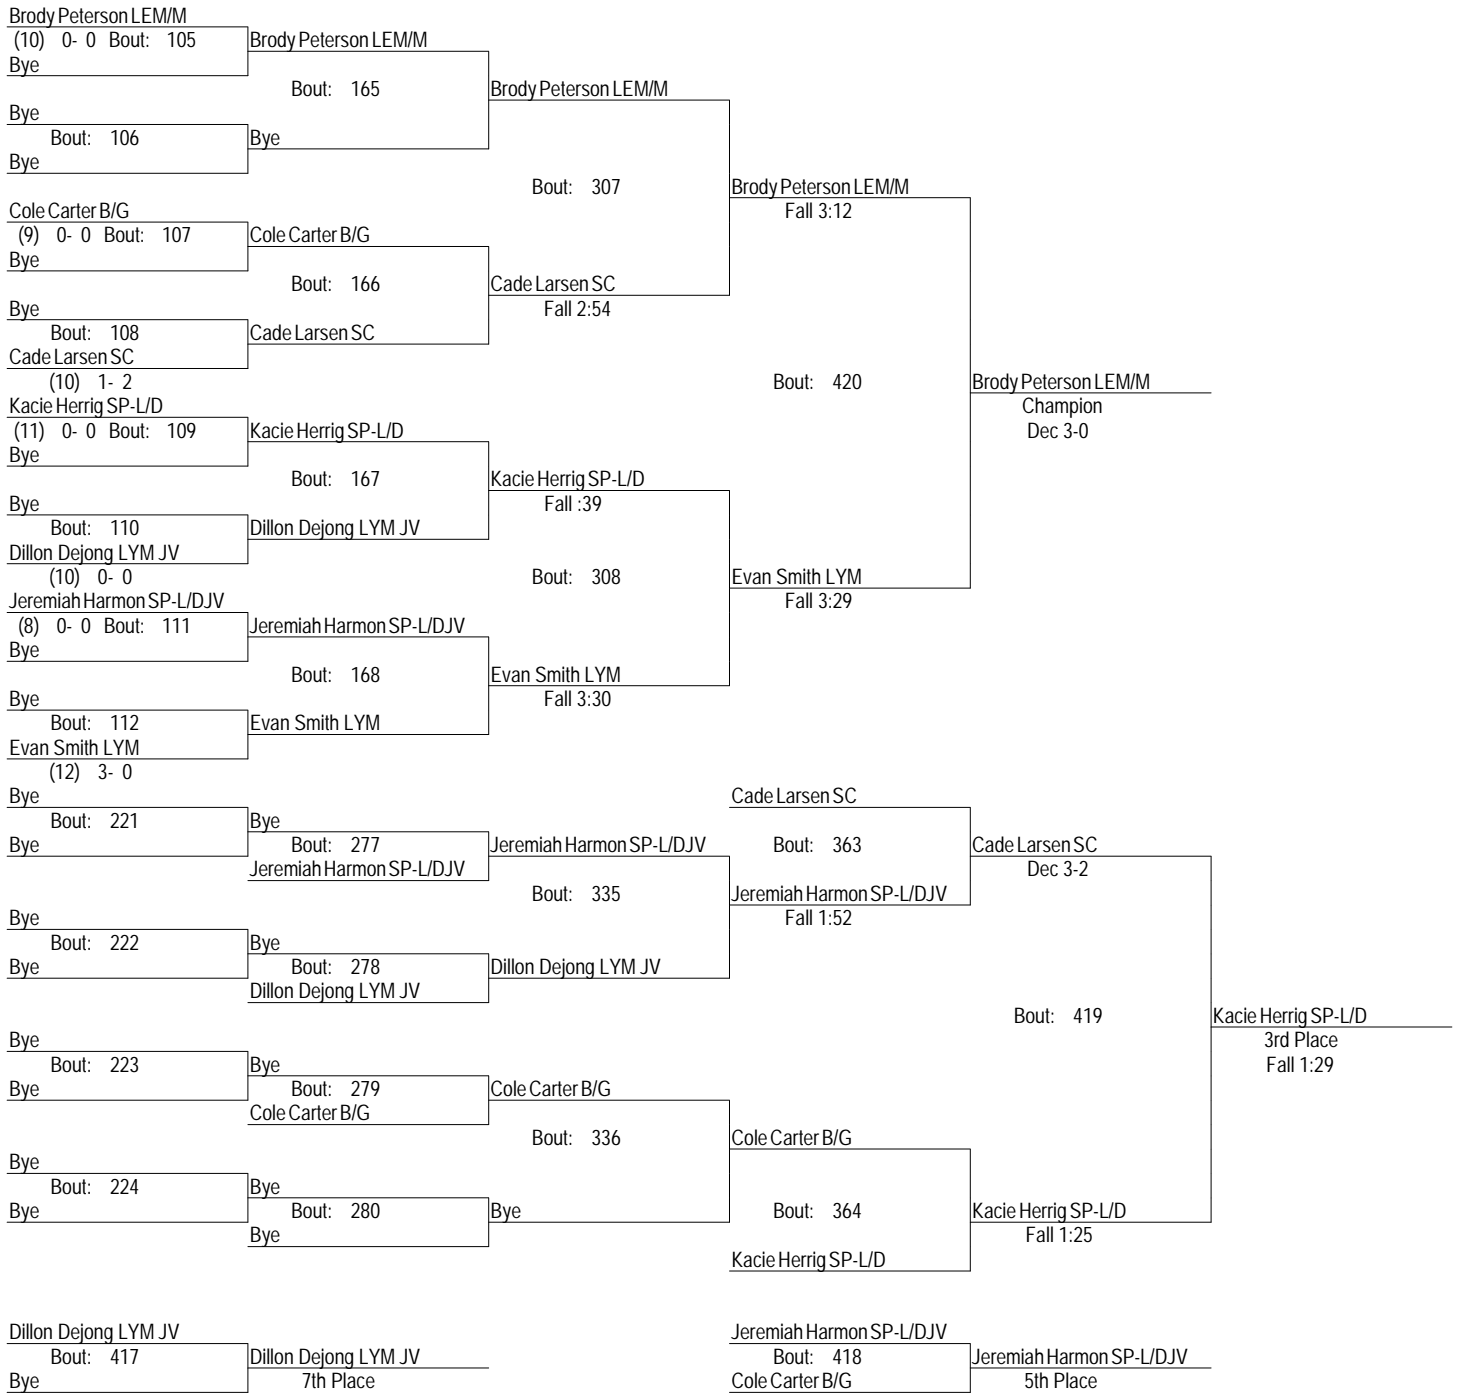 Brody Peterson LEM/M
(10) 0- 0 Bout: 105
Brody Peterson LEM/M
Bye
Bout: 165
Brody Peterson LEM/M
Bye
Bout: 106
Bye
Bye
Bout: 307
Brody Peterson LEM/M
Fall 3:12
Cole Carter B/G
(9) 0- 0 Bout: 107
Cole Carter B/G
Bye
Bout: 166
Cade Larsen SC
Fall 2:54
Bye
Bout: 108
Cade Larsen SC
Cade Larsen SC
(10) 1- 2
Bout: 420
Brody Peterson LEM/M
Champion
Dec 3-0
Kacie Herrig SP-L/D
(11) 0- 0 Bout: 109
Kacie Herrig SP-L/D
Bye
Bout: 167
Kacie Herrig SP-L/D
Fall :39
Bye
Bout: 110
Dillon Dejong LYM JV
Dillon Dejong LYM JV
(10) 0- 0
Bout: 308
Evan Smith LYM
Fall 3:29
Jeremiah Harmon SP-L/DJV
(8) 0- 0 Bout: 111
Jeremiah Harmon SP-L/DJV
Bye
Bout: 168
Evan Smith LYM
Fall 3:30
Bye
Bout: 112
Evan Smith LYM
Evan Smith LYM
(12) 3- 0
Bye
Bout: 221
Bye
Bye
Bout: 277
Jeremiah Harmon SP-L/DJV
Jeremiah Harmon SP-L/DJV
Cade Larsen SC
Bout: 363
Cade Larsen SC
Dec 3-2
Bout: 335
Jeremiah Harmon SP-L/DJV
Fall 1:52
Bye
Bout: 222
Bye
Bye
Bout: 278
Dillon Dejong LYM JV
Dillon Dejong LYM JV
Bout: 419
Kacie Herrig SP-L/D
3rd Place
Fall 1:29
Bye
Bout: 223
Bye
Bye
Bout: 279
Cole Carter B/G
Cole Carter B/G
Bout: 336
Cole Carter B/G
Bye
Bout: 224
Bye
Bye
Bout: 280
Bye
Bye
Bout: 364
Kacie Herrig SP-L/D
Fall 1:25
Kacie Herrig SP-L/D
Dillon Dejong LYM JV
Bout: 417
Dillon Dejong LYM JV
Bye
7th Place
Jeremiah Harmon SP-L/DJV
Bout: 418
Jeremiah Harmon SP-L/DJV
Cole Carter B/G
5th Place